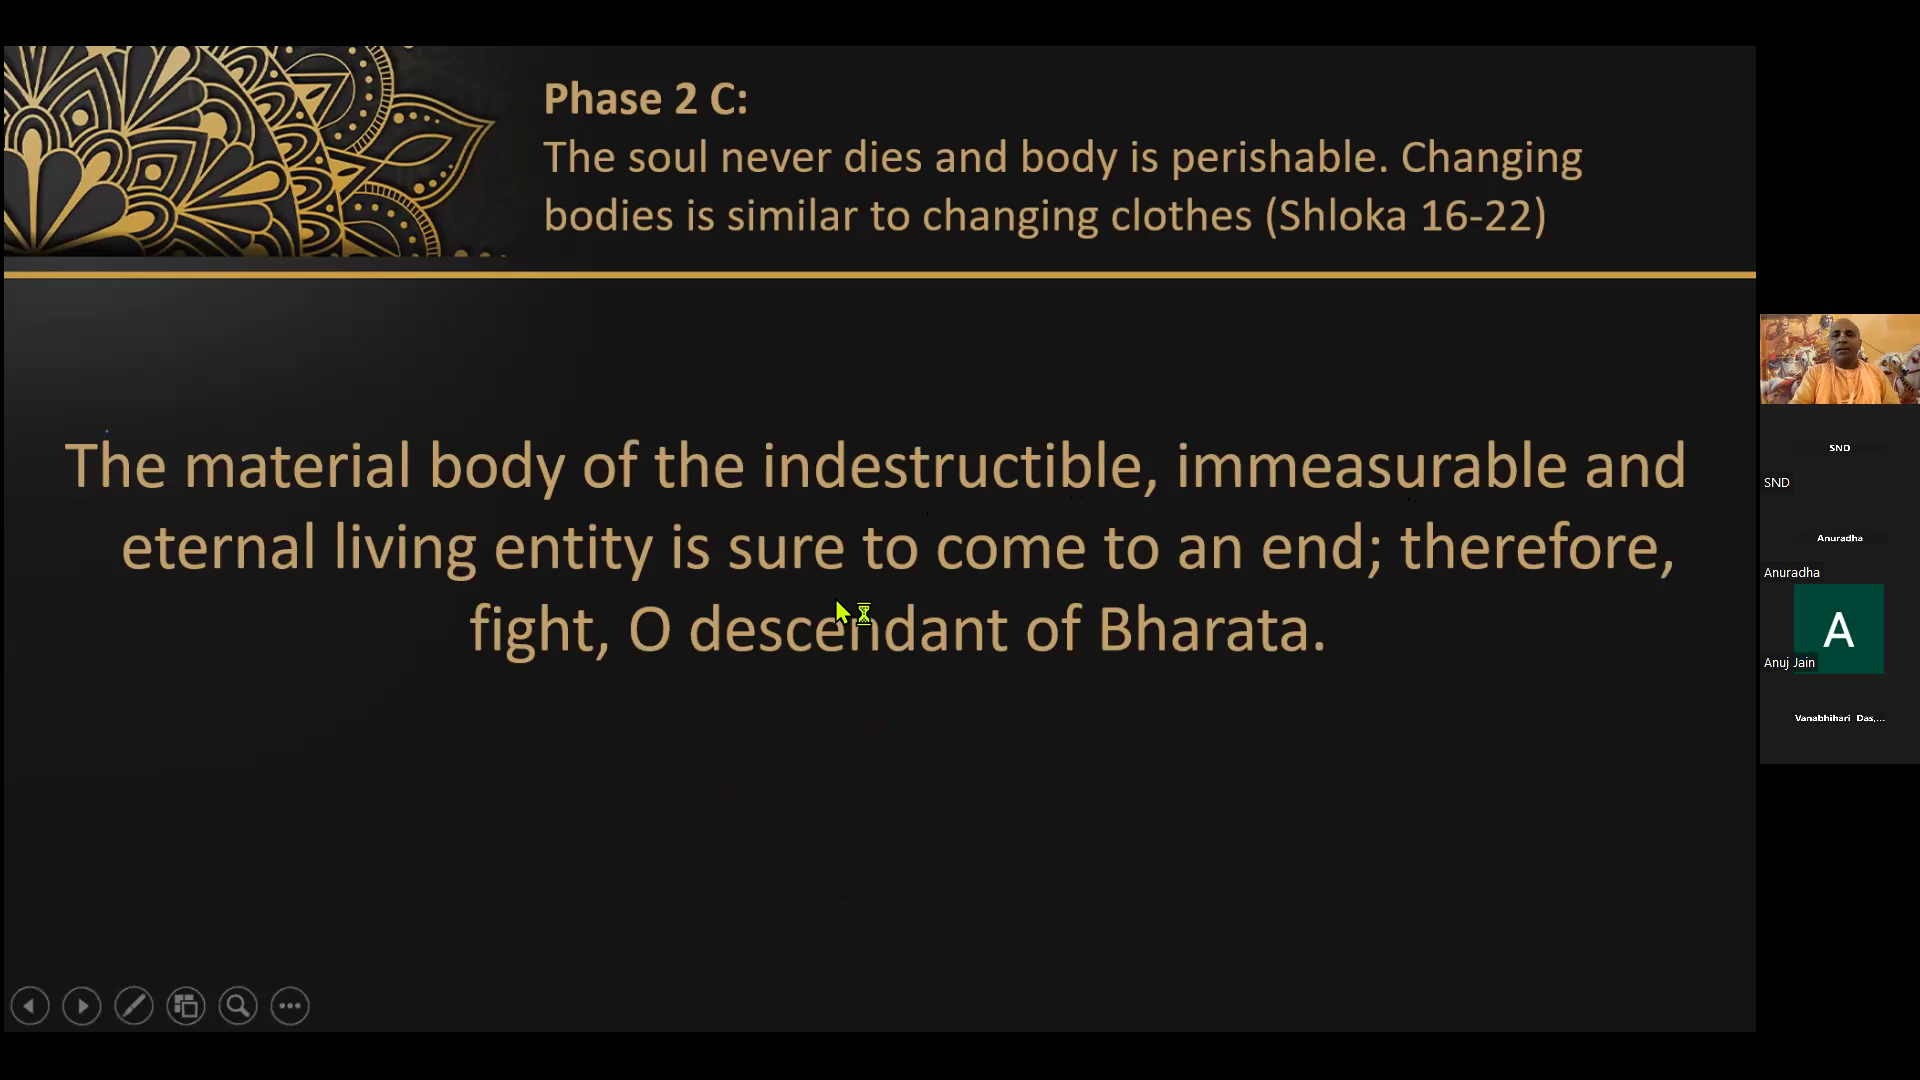 Phase 2 C:
The soul never dies and body is perishable. Changing
bodies is similar to changing clothes (Shloka 16-22)
The material body of the indestructible, immeasurable and
eternal living entity is sure to come to an end; therefore,
fight, O descendant of Bharata.
SND
SND
Anuradha
Anuradha
A
Anuj Jain
Vanabhihari Das,...